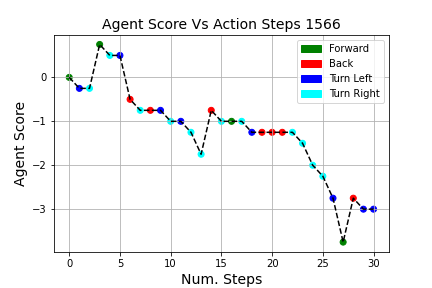 Agent Score Vs Action Steps 1566
Forward
Back
Turn Left
Turn Right
0
−1
−2
−3
Agent Score
0
5
10
15
20
25
30
Num. Steps